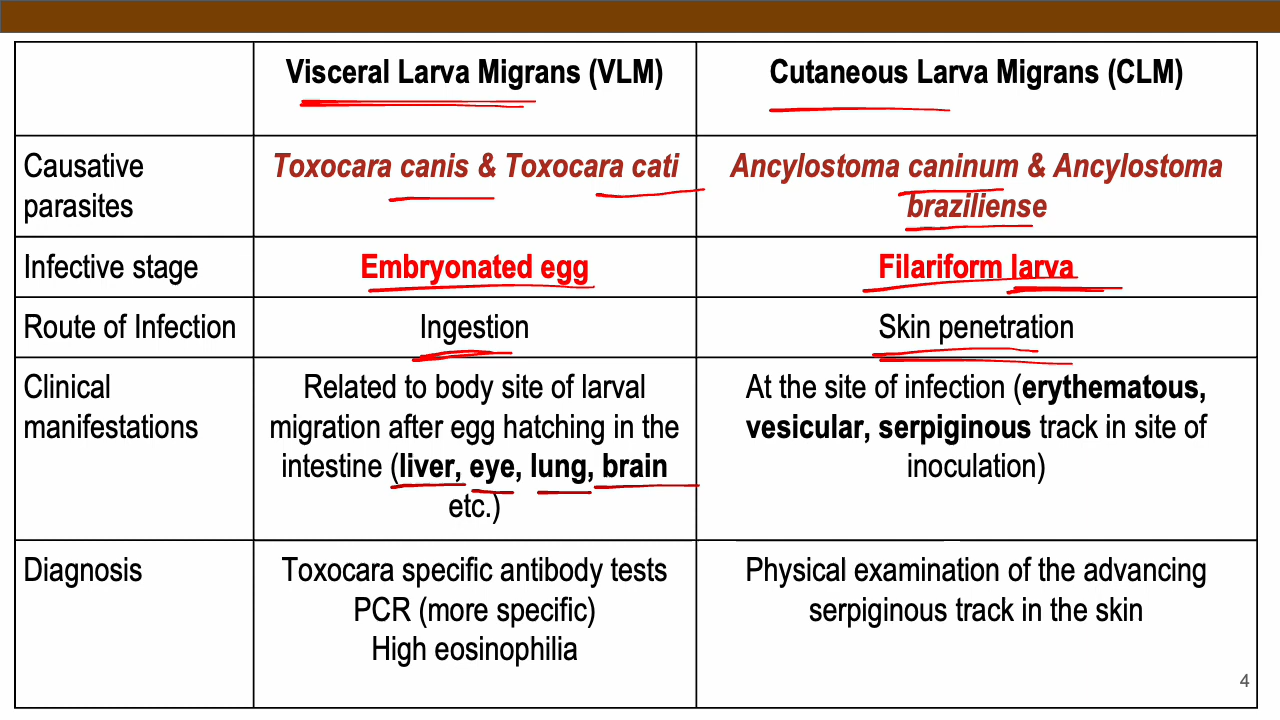 Visceral Larva Migrans (VLM)
Cutaneous Larva Migrans (CLM)
Causative
parasites
Toxocara canis & Toxocara cati
Ancylostoma caninum & Ancylostoma
braziliense
Infective stage
Embryonated egg
Filariform larva
Route of Infection
Ingestion
Skin penetration
Clinical
manifestations
Related to body site of larval
migration after egg hatching in the
intestine (liver, eye, lung, brain
etc.)
At the site of infection (erythematous,
vesicular, serpiginous track in site of
inoculation)
Diagnosis
Toxocara specific antibody tests
PCR (more specific)
High eosinophilia
Physical examination of the advancing
serpiginous track in the skin
4